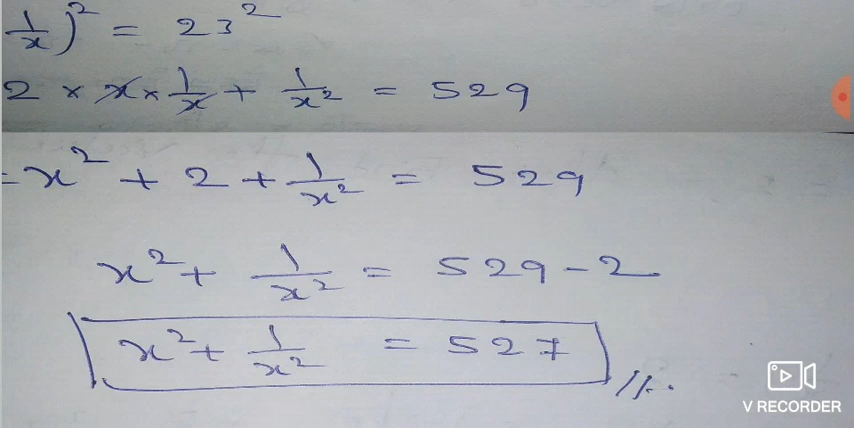 1/x)² = 23²
2 × x × 1/x + 1/x² = 529
= x² + 2 + 1/x² = 529
x² + 1/x² = 529 - 2
x² + 1/x² = 527 //.
V RECORDER